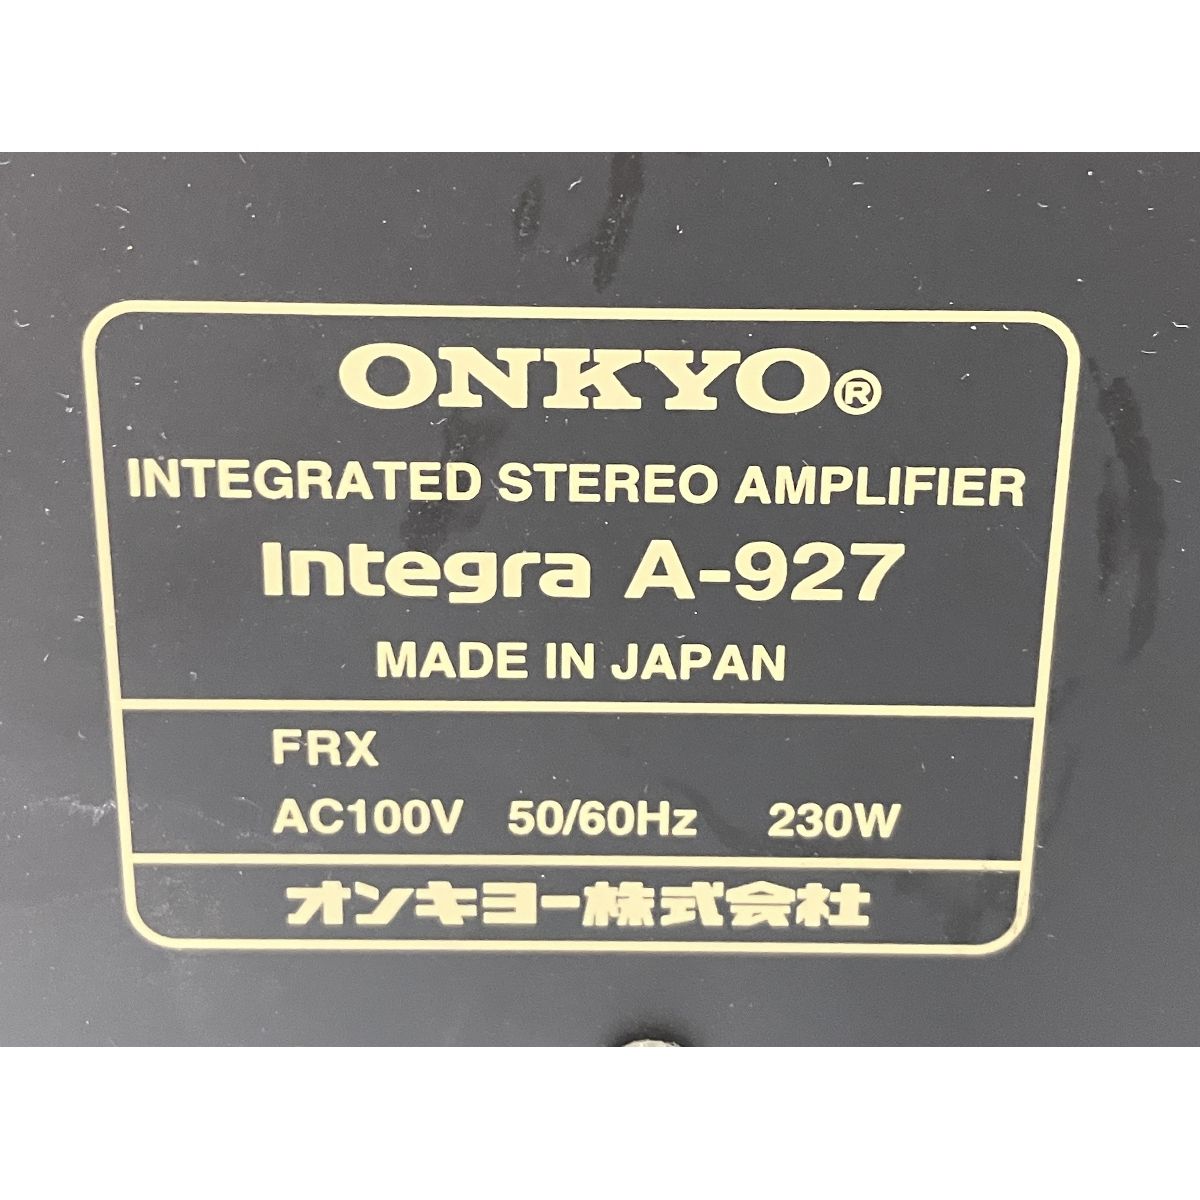 ONKYO®
INTEGRATED STEREO AMPLIFIER
Integra A-927
MADE IN JAPAN
FRX
AC100V 50/60Hz 230W
オンキヨー株式会社